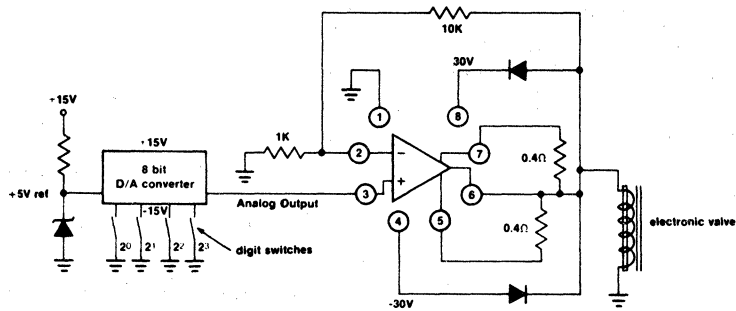 10K
30V
+15V
1
8
1K
+15V
8 bit
D/A converter
2
−
7
0.4Ω
+5V ref
3
+
6
Analog Output
-15V
4
5
0.4Ω
electronic valve
2⁰
2¹
2²
2³
digit switches
-30V